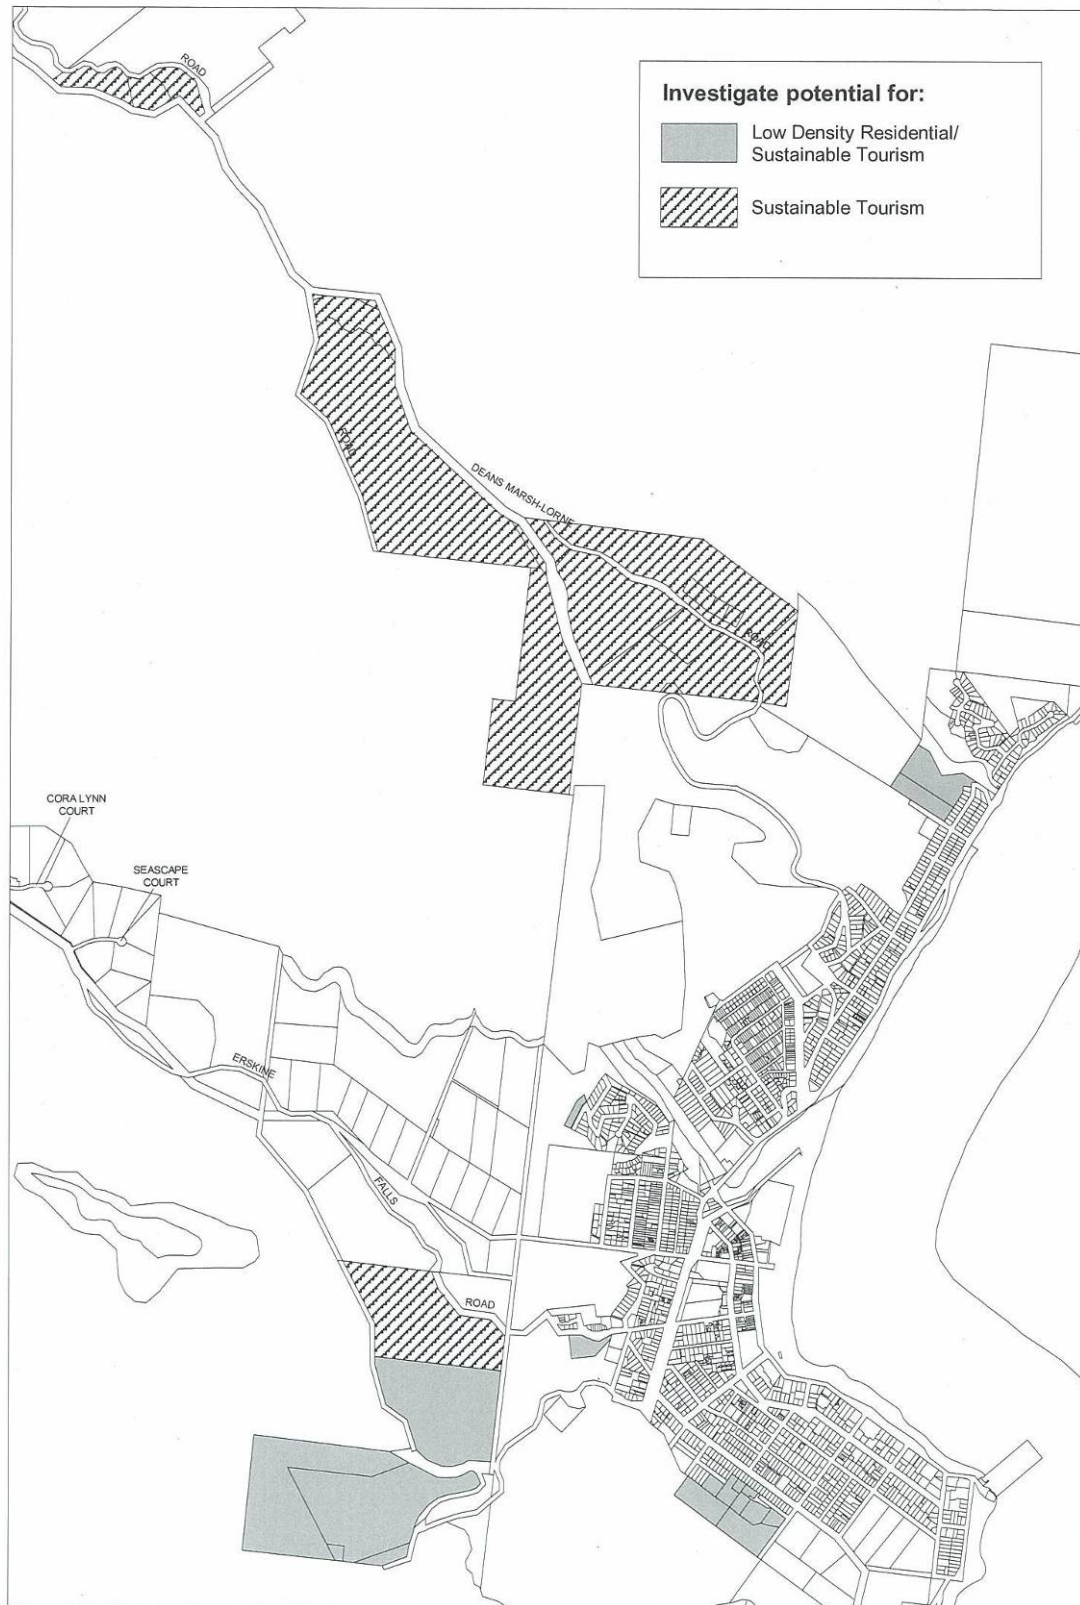 ROAD
Investigate potential for:
Low Density Residential/
Sustainable Tourism
Sustainable Tourism
ROAD
DEANS MARSH-LORNE
ROAD
CORA LYNN
COURT
SEASCAPE
COURT
ERSKINE
FALLS
ROAD